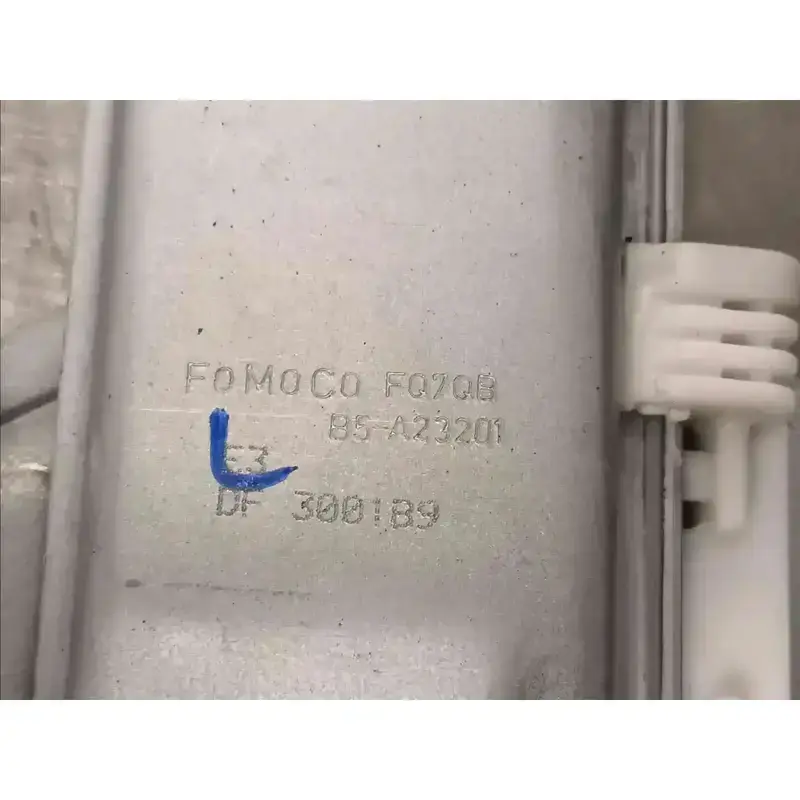 FoMoCo FQ7QB
B5-A23201
E3
DF 300189